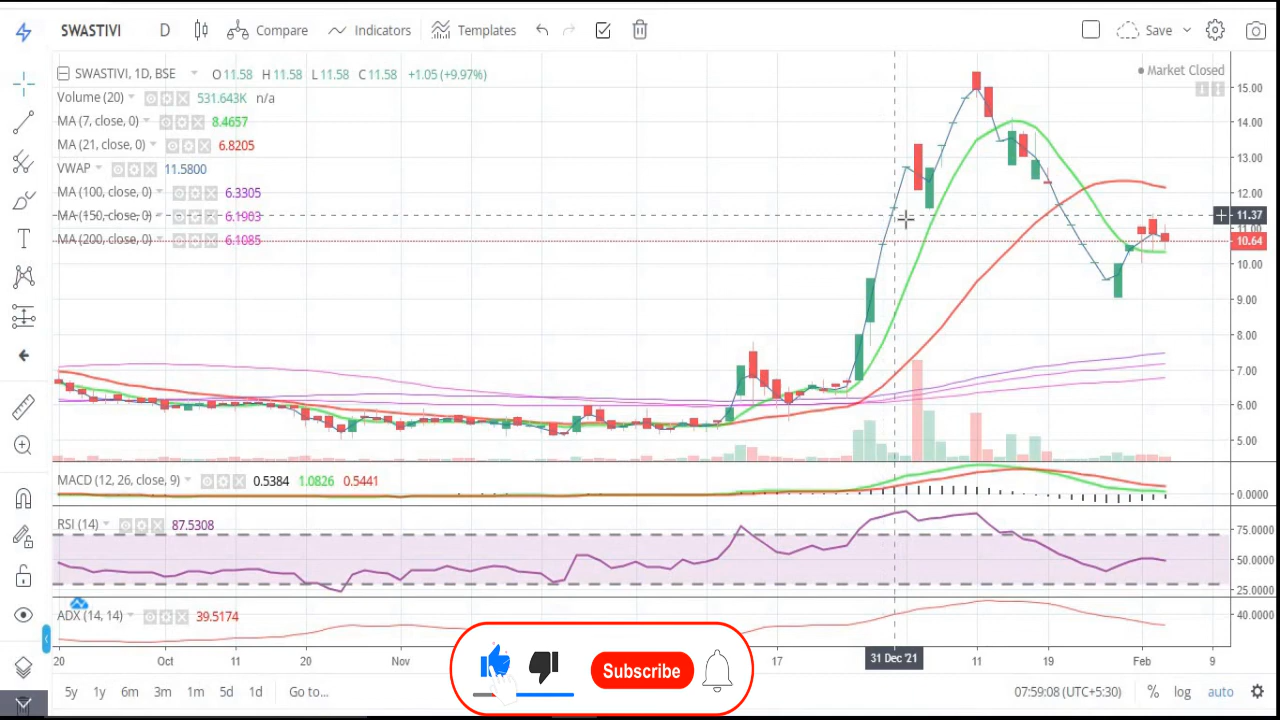 SWASTIVI D Compare Indicators Templates Save
SWASTIVI, 1D, BSE O 11.58 H 11.58 L 11.58 C 11.58 +1.05 (+9.97%) Market Closed
Volume (20) 531.643K n/a
MA (7, close, 0) 8.4657
MA (21, close, 0) 6.8205
VWAP 11.5800
MA (100, close, 0) 6.3305
MA (150, close, 0) 6.1903
MA (200, close, 0) 6.1085
15.00
14.00
13.00
12.00
11.37
11.00
10.64
10.00
9.00
8.00
7.00
6.00
5.00
MACD (12, 26, close, 9) 0.5384 1.0826 0.5441
0.0000
RSI (14) 87.5308
75.0000
50.0000
25.0000
ADX (14, 14) 39.5174
40.0000
20 Oct 11 20 Nov 17 31 Dec '21 11 19 Feb 9
Subscribe
5y 1y 6m 3m 1m 5d 1d Go to... 07:59:08 (UTC+5:30) % log auto